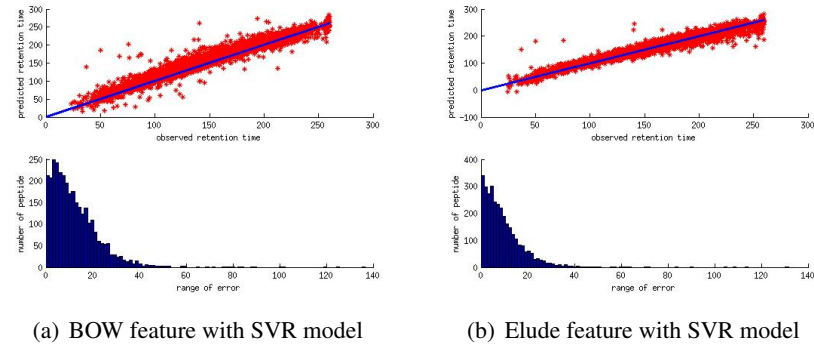 predicted retention time
300
250
200
150
100
50
0
0 50 100 150 200 250 300
observed retention time
number of peptide
250
200
150
100
50
0
0 20 40 60 80 100 120 140
range of error
(a) BOW feature with SVR model
predicted retention time
300
200
100
0
-100
0 50 100 150 200 250 300
observed retention time
number of peptide
400
300
200
100
0
0 20 40 60 80 100 120 140
range of error
(b) Elude feature with SVR model